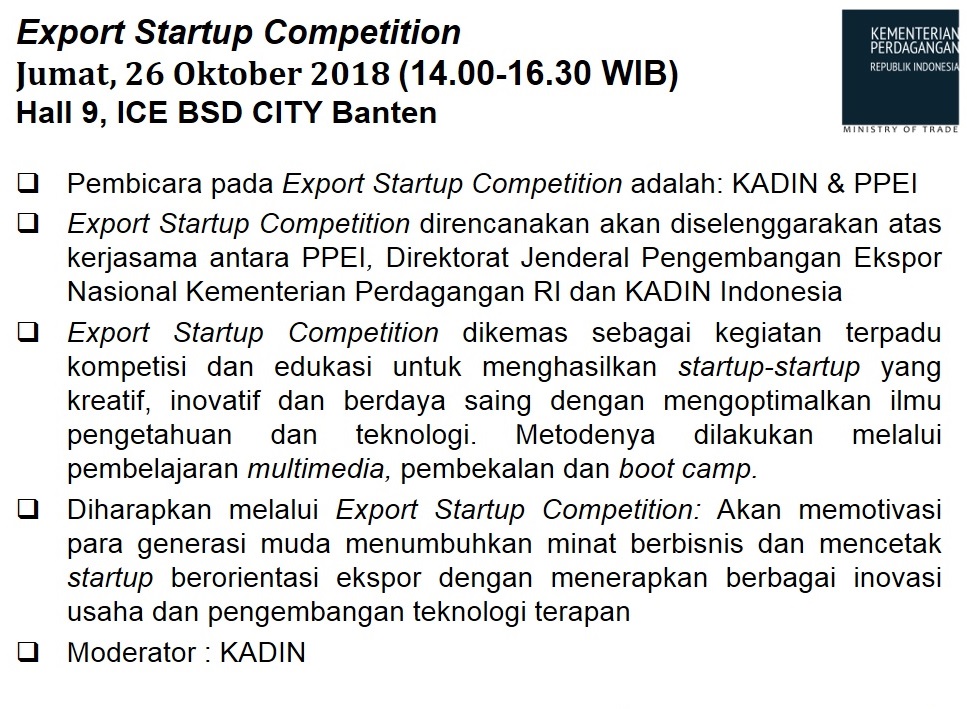 Export Startup Competition
Jumat, 26 Oktober 2018 (14.00-16.30 WIB)
Hall 9, ICE BSD CITY Banten
KEMENTERIAN
PERDAGANGAN
REPUBLIK INDONESIA
MINISTRY OF TRADE
Pembicara pada Export Startup Competition adalah: KADIN & PPEI
Export Startup Competition direncanakan akan diselenggarakan atas
kerjasama antara PPEI, Direktorat Jenderal Pengembangan Ekspor
Nasional Kementerian Perdagangan RI dan KADIN Indonesia
Export Startup Competition dikemas sebagai kegiatan terpadu
kompetisi dan edukasi untuk menghasilkan startup-startup yang
kreatif, inovatif dan berdaya saing dengan mengoptimalkan ilmu
pengetahuan dan teknologi. Metodenya dilakukan melalui
pembelajaran multimedia, pembekalan dan boot camp.
Diharapkan melalui Export Startup Competition: Akan memotivasi
para generasi muda menumbuhkan minat berbisnis dan mencetak
startup berorientasi ekspor dengan menerapkan berbagai inovasi
usaha dan pengembangan teknologi terapan
Moderator : KADIN